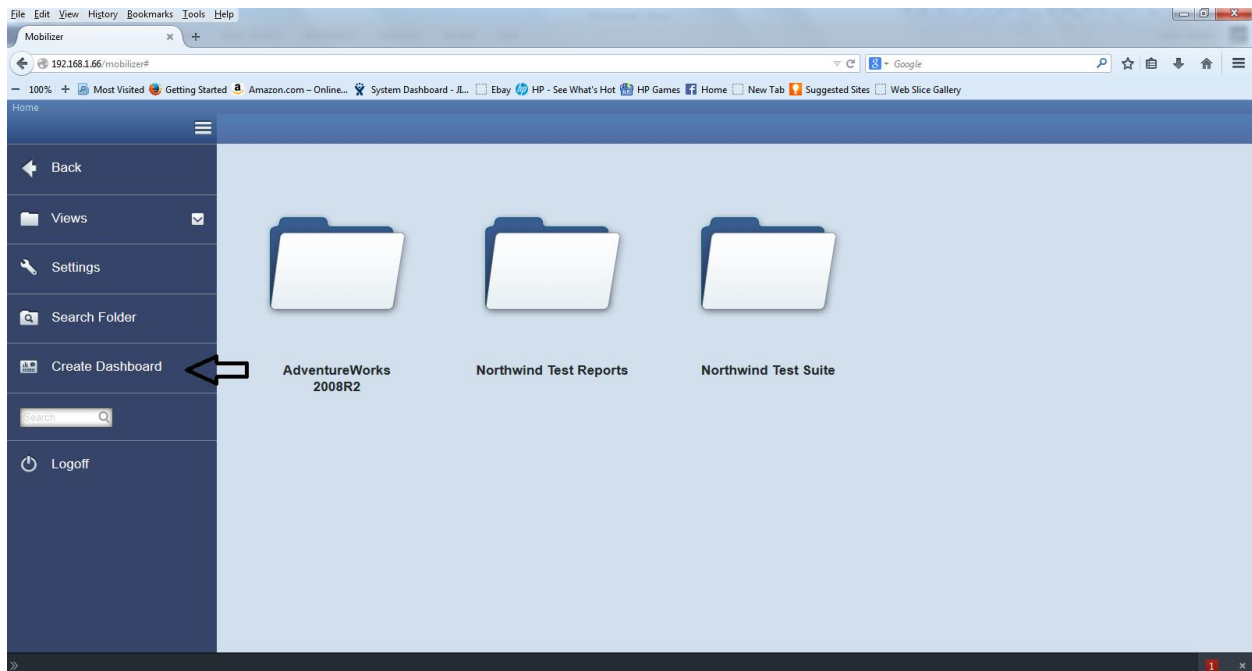 File Edit View History Bookmarks Tools Help
Mobilizer
192.168.1.66/mobilizer#
Google
100% Most Visited Getting Started Amazon.com – Online... System Dashboard - JI... Ebay HP - See What's Hot HP Games Home New Tab Suggested Sites Web Slice Gallery
Home
Back
Views
Settings
Search Folder
Create Dashboard
Search
Logoff
AdventureWorks
2008R2
Northwind Test Reports
Northwind Test Suite
1